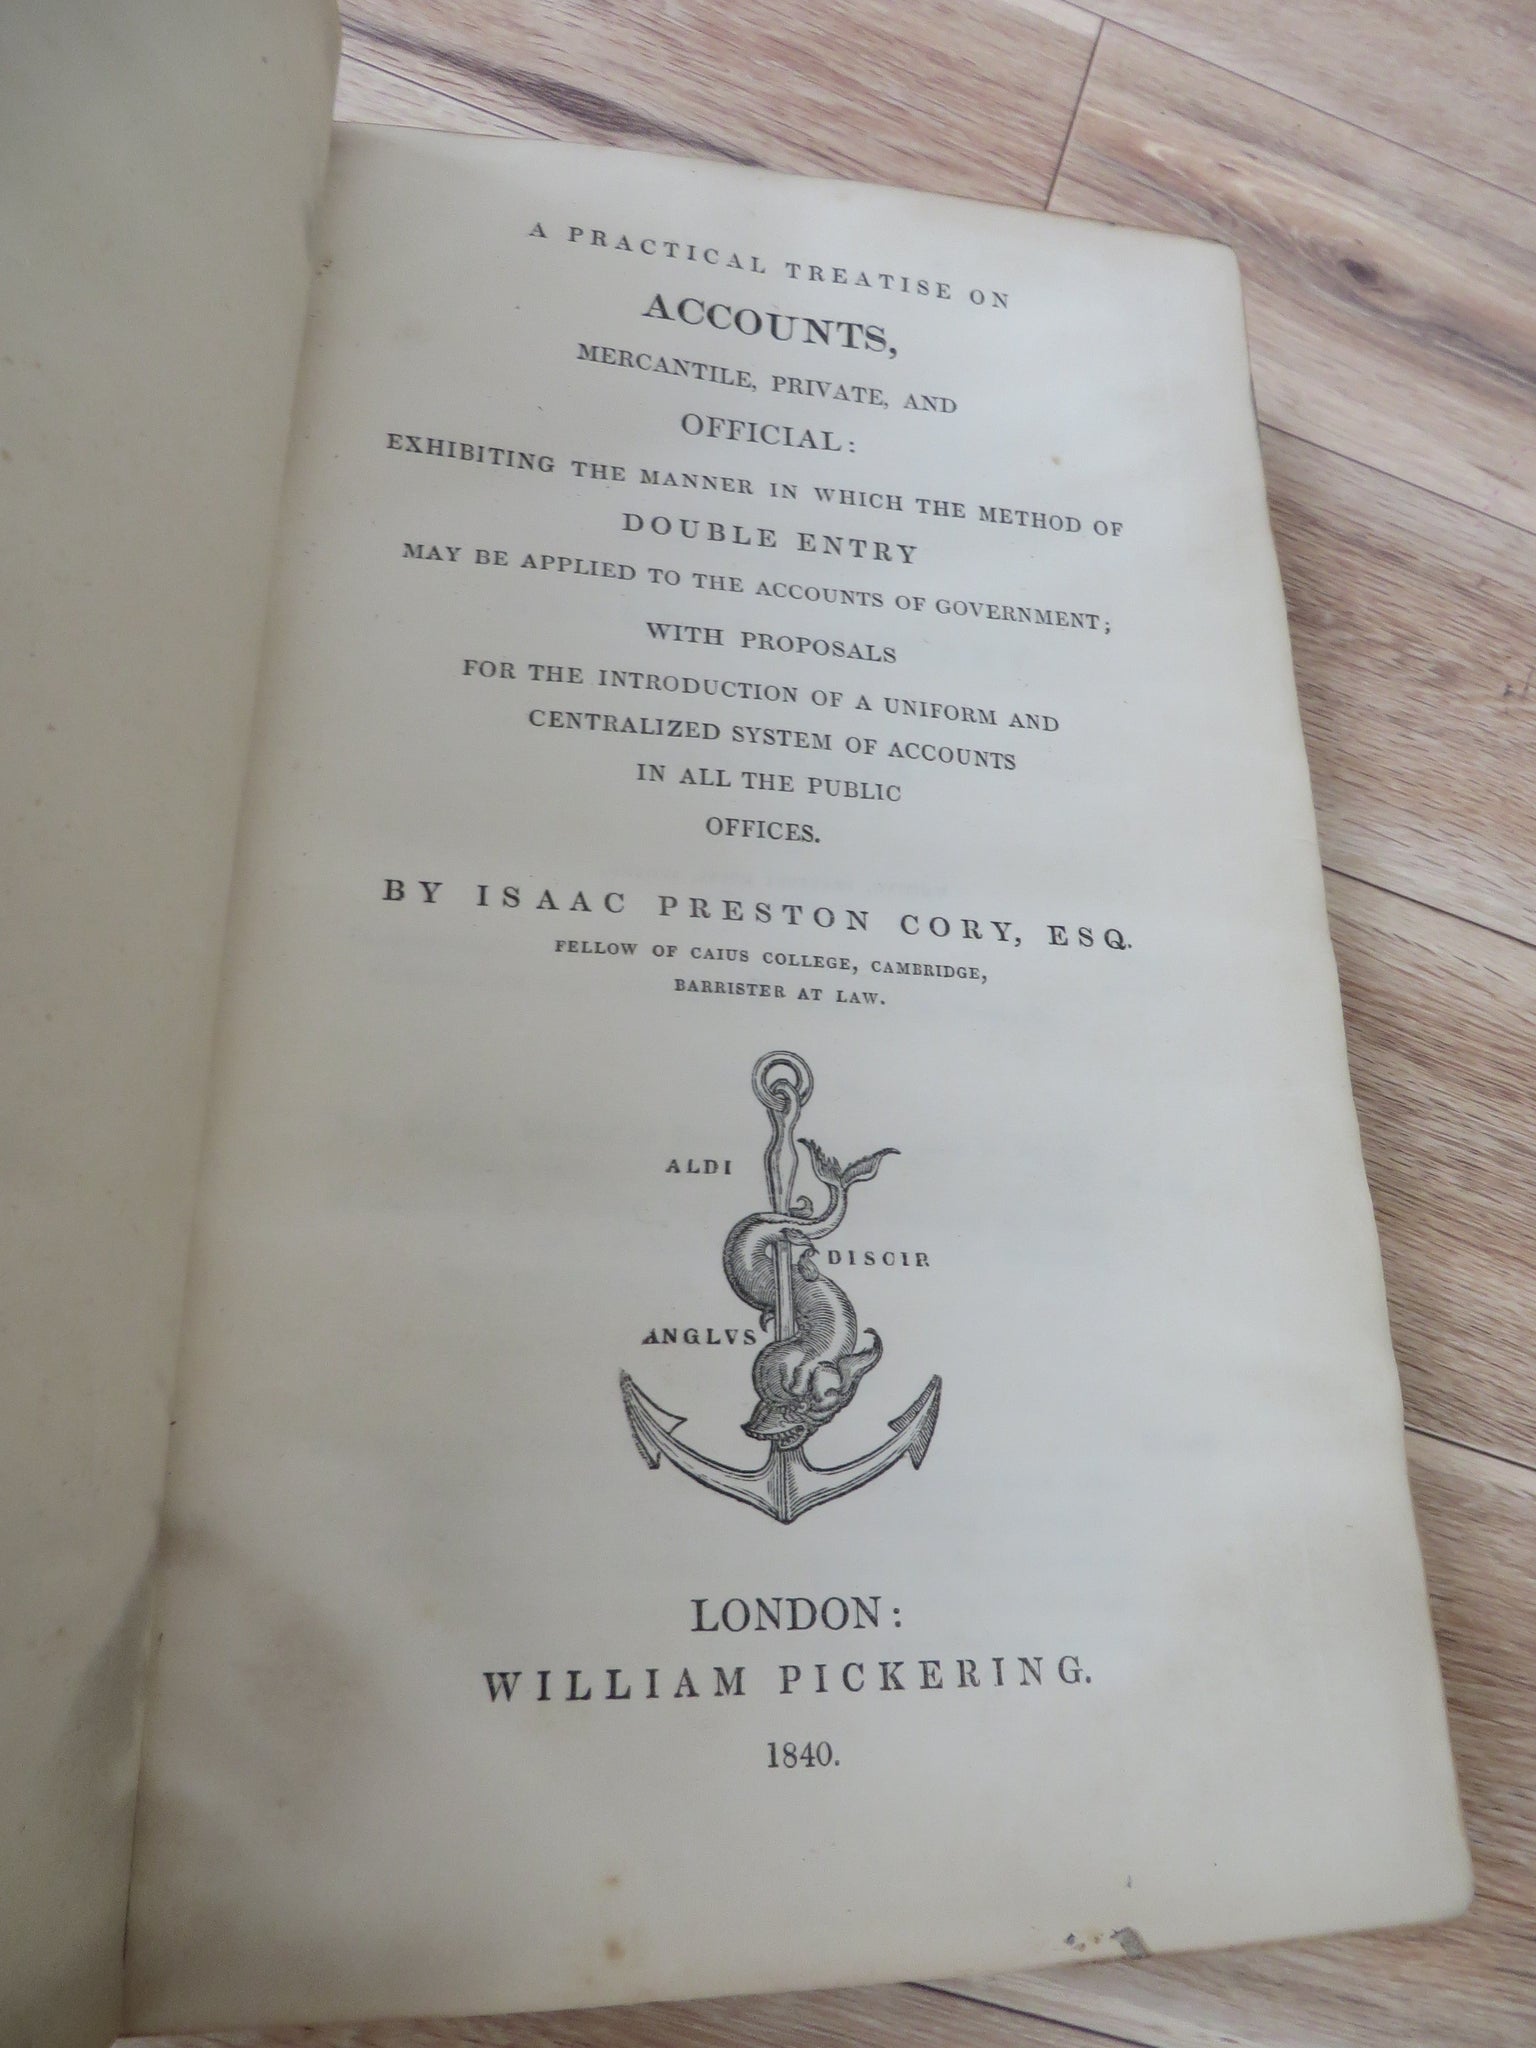 A PRACTICAL TREATISE ON
ACCOUNTS,
MERCANTILE, PRIVATE, AND
OFFICIAL:
EXHIBITING THE MANNER IN WHICH THE METHOD OF
DOUBLE ENTRY
MAY BE APPLIED TO THE ACCOUNTS OF GOVERNMENT;
WITH PROPOSALS
FOR THE INTRODUCTION OF A UNIFORM AND
CENTRALIZED SYSTEM OF ACCOUNTS
IN ALL THE PUBLIC
OFFICES.
BY ISAAC PRESTON CORY, ESQ.
FELLOW OF CAIUS COLLEGE, CAMBRIDGE,
BARRISTER AT LAW.
ALDI
DISCIP.
ANGLVS
LONDON:
WILLIAM PICKERING.
1840.